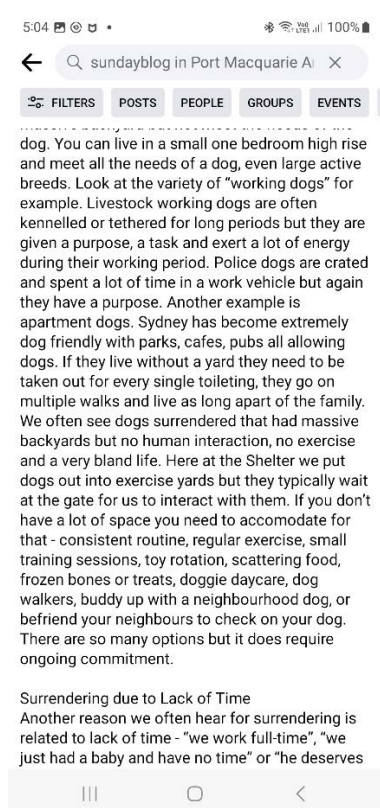 5:04 100%
sundayblog in Port Macquarie A
FILTERS POSTS PEOPLE GROUPS EVENTS
dog. You can live in a small one bedroom high rise
and meet all the needs of a dog, even large active
breeds. Look at the variety of “working dogs” for
example. Livestock working dogs are often
kennelled or tethered for long periods but they are
given a purpose, a task and exert a lot of energy
during their working period. Police dogs are crated
and spent a lot of time in a work vehicle but again
they have a purpose. Another example is
apartment dogs. Sydney has become extremely
dog friendly with parks, cafes, pubs all allowing
dogs. If they live without a yard they need to be
taken out for every single toileting, they go on
multiple walks and live as long apart of the family.
We often see dogs surrendered that had massive
backyards but no human interaction, no exercise
and a very bland life. Here at the Shelter we put
dogs out into exercise yards but they typically wait
at the gate for us to interact with them. If you don’t
have a lot of space you need to accomodate for
that - consistent routine, regular exercise, small
training sessions, toy rotation, scattering food,
frozen bones or treats, doggie daycare, dog
walkers, buddy up with a neighbourhood dog, or
befriend your neighbours to check on your dog.
There are so many options but it does require
ongoing commitment.
Surrendering due to Lack of Time
Another reason we often hear for surrendering is
related to lack of time - “we work full-time”, “we
just had a baby and have no time” or “he deserves